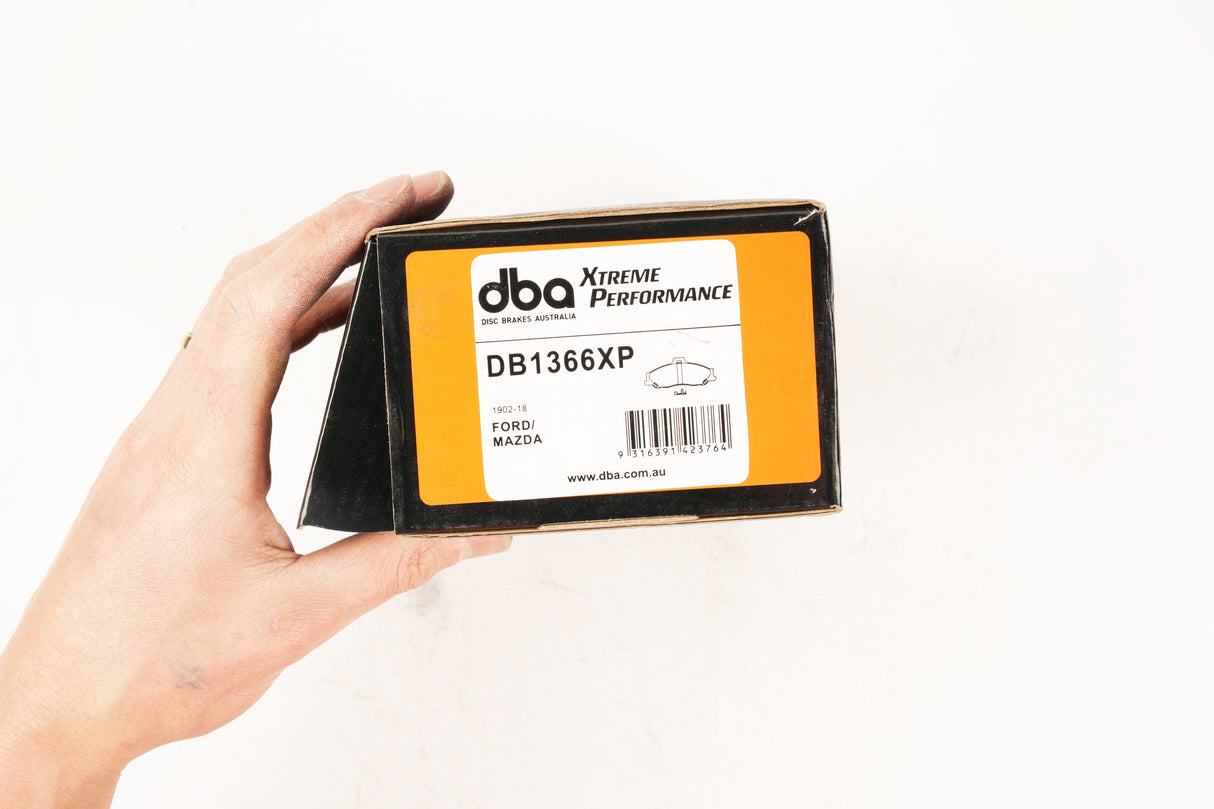 dba XTREME
PERFORMANCE
DISC BRAKES AUSTRALIA
DB1366XP
1902-18
FORD/
MAZDA
9 316391 423764
www.dba.com.au